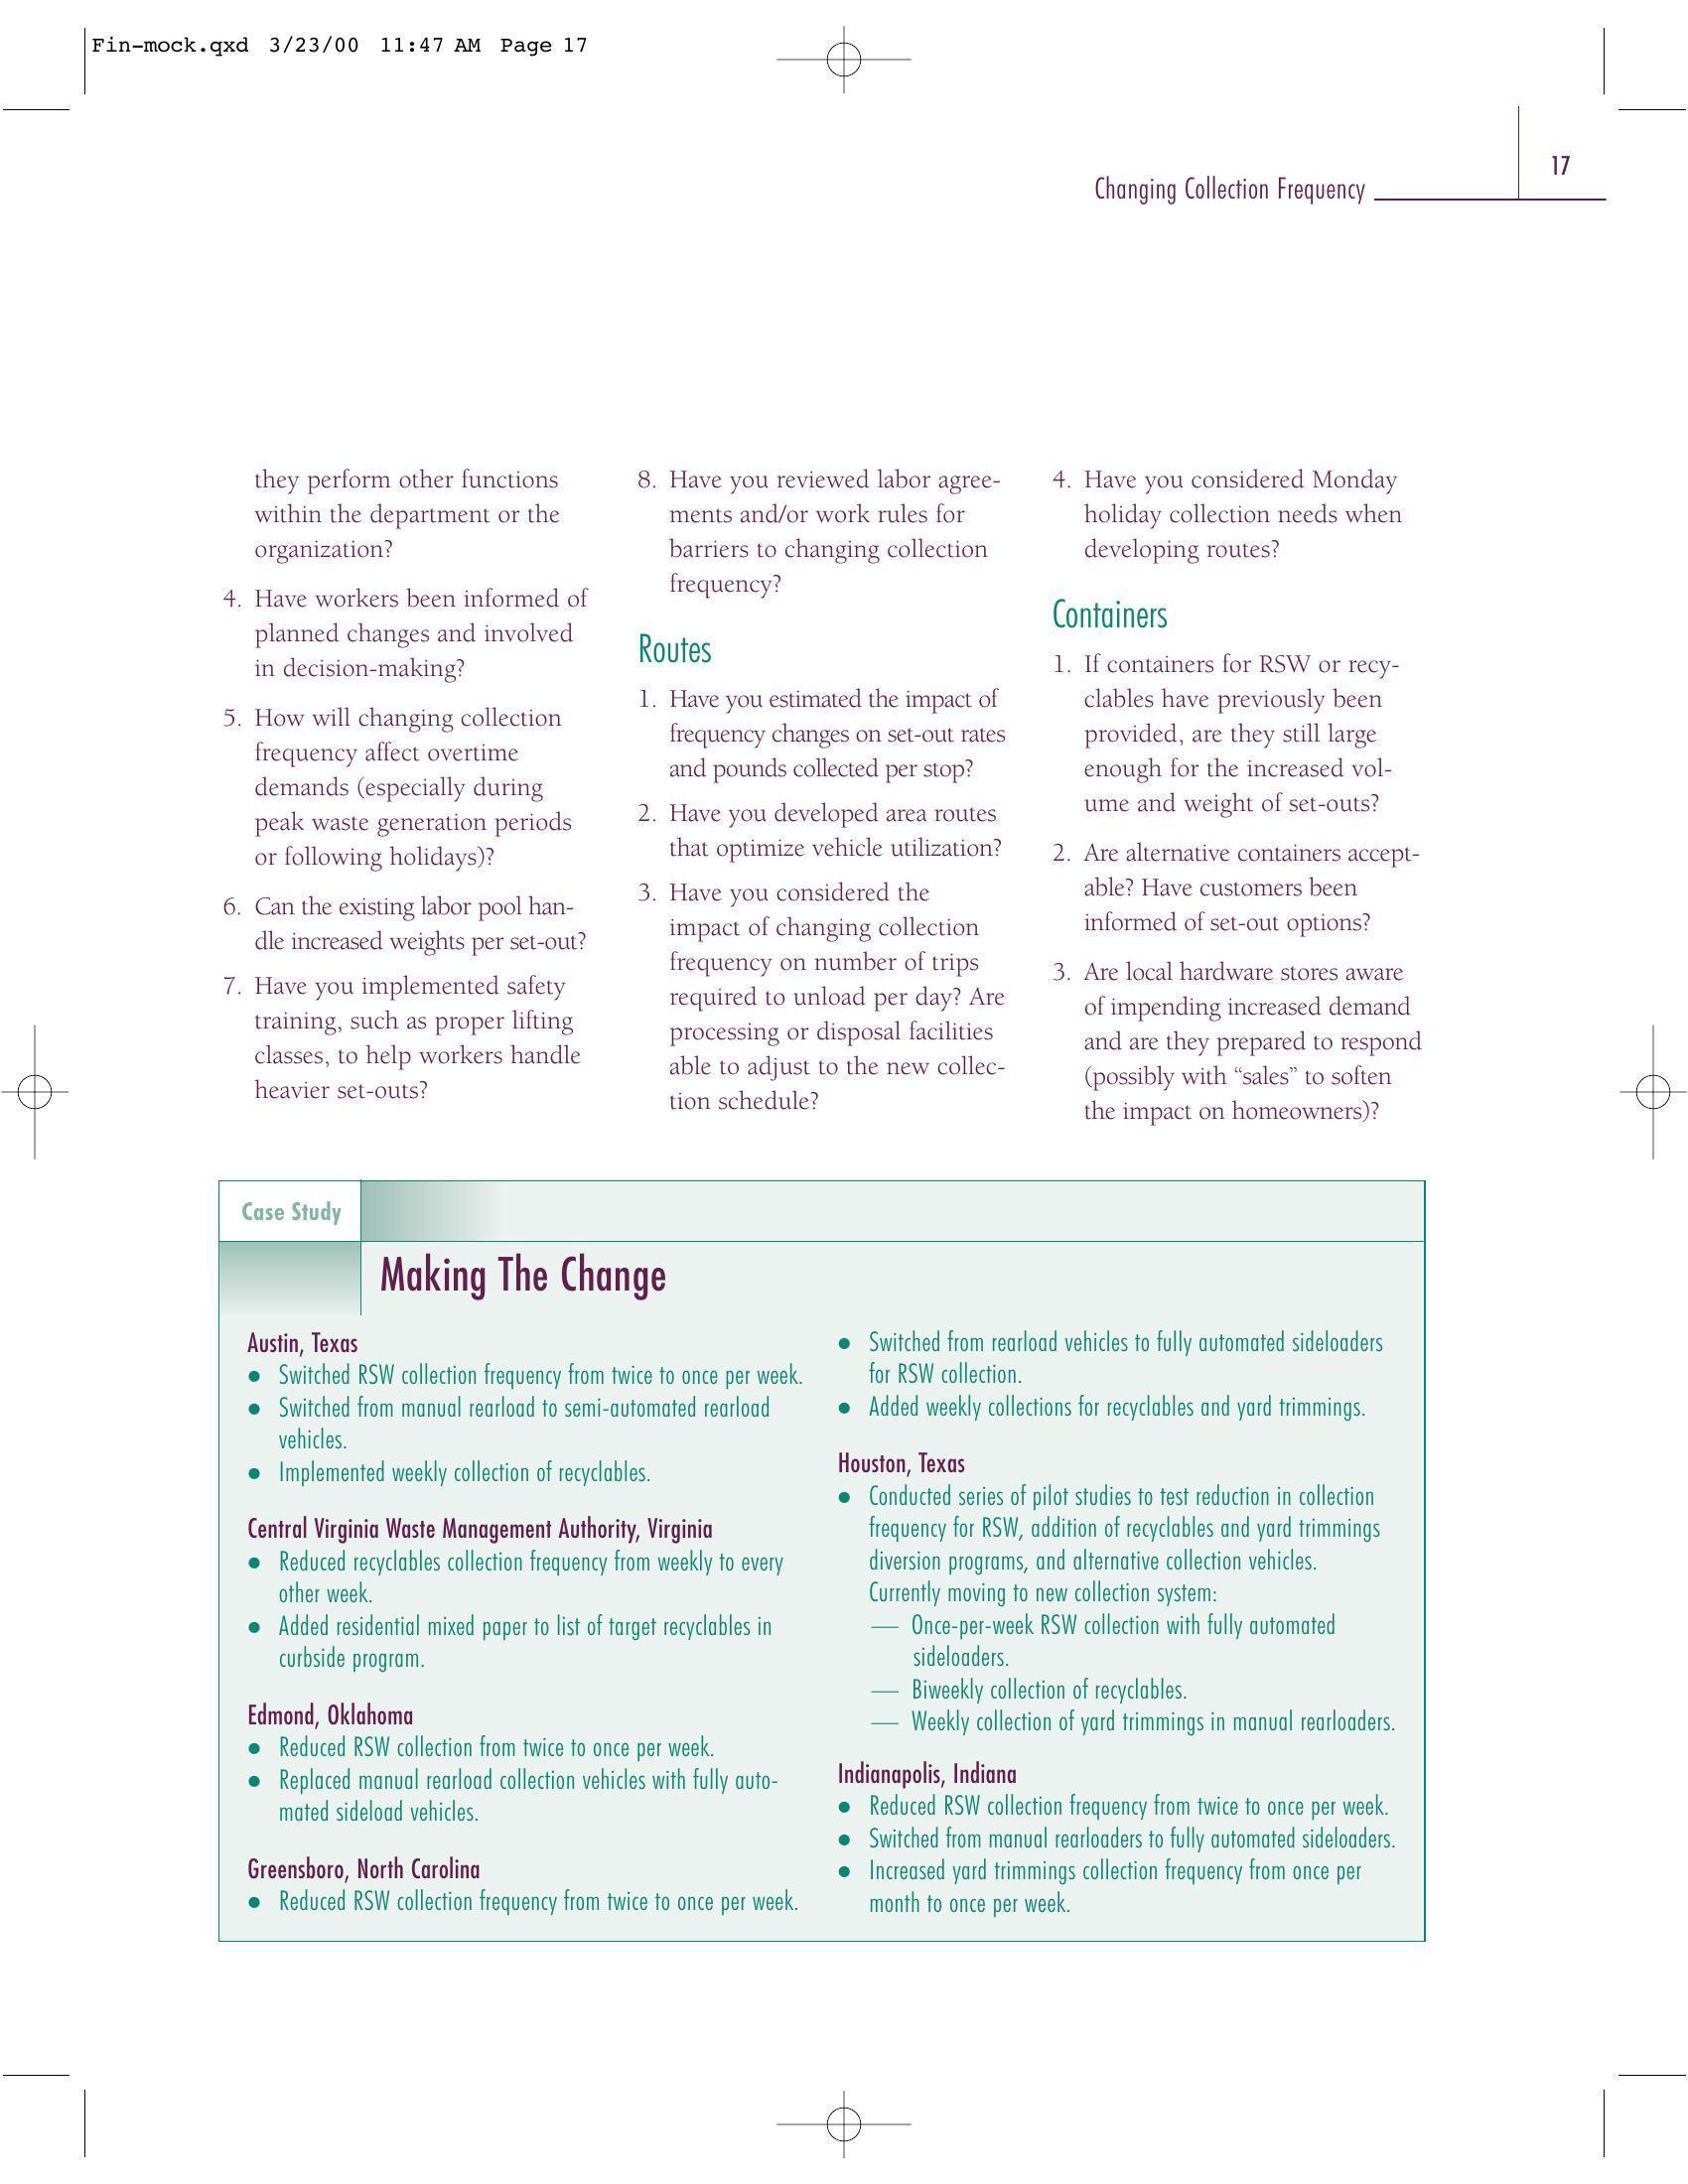 Fin-mock.qxd 3/23/00 11:47 AM Page 17
17
Changing Collection Frequency
they perform other functions
within the department or the
organization?
4. Have workers been informed of
planned changes and involved
in decision-making?
5. How will changing collection
frequency affect overtime
demands (especially during
peak waste generation periods
or following holidays)?
6. Can the existing labor pool han-
dle increased weights per set-out?
7. Have you implemented safety
training, such as proper lifting
classes, to help workers handle
heavier set-outs?
8. Have you reviewed labor agree-
ments and/or work rules for
barriers to changing collection
frequency?
Routes
1. Have you estimated the impact of
frequency changes on set-out rates
and pounds collected per stop?
2. Have you developed area routes
that optimize vehicle utilization?
3. Have you considered the
impact of changing collection
frequency on number of trips
required to unload per day? Are
processing or disposal facilities
able to adjust to the new collec-
tion schedule?
4. Have you considered Monday
holiday collection needs when
developing routes?
Containers
1. If containers for RSW or recy-
clables have previously been
provided, are they still large
enough for the increased vol-
ume and weight of set-outs?
2. Are alternative containers accept-
able? Have customers been
informed of set-out options?
3. Are local hardware stores aware
of impending increased demand
and are they prepared to respond
(possibly with “sales” to soften
the impact on homeowners)?
Case Study
Making The Change
Austin, Texas
● Switched RSW collection frequency from twice to once per week.
● Switched from manual rearload to semi-automated rearload
vehicles.
● Implemented weekly collection of recyclables.
Central Virginia Waste Management Authority, Virginia
● Reduced recyclables collection frequency from weekly to every
other week.
● Added residential mixed paper to list of target recyclables in
curbside program.
Edmond, Oklahoma
● Reduced RSW collection from twice to once per week.
● Replaced manual rearload collection vehicles with fully auto-
mated sideload vehicles.
Greensboro, North Carolina
● Reduced RSW collection frequency from twice to once per week.
● Switched from rearload vehicles to fully automated sideloaders
for RSW collection.
● Added weekly collections for recyclables and yard trimmings.
Houston, Texas
● Conducted series of pilot studies to test reduction in collection
frequency for RSW, addition of recyclables and yard trimmings
diversion programs, and alternative collection vehicles.
Currently moving to new collection system:
— Once-per-week RSW collection with fully automated
sideloaders.
— Biweekly collection of recyclables.
— Weekly collection of yard trimmings in manual rearloaders.
Indianapolis, Indiana
● Reduced RSW collection frequency from twice to once per week.
● Switched from manual rearloaders to fully automated sideloaders.
● Increased yard trimmings collection frequency from once per
month to once per week.